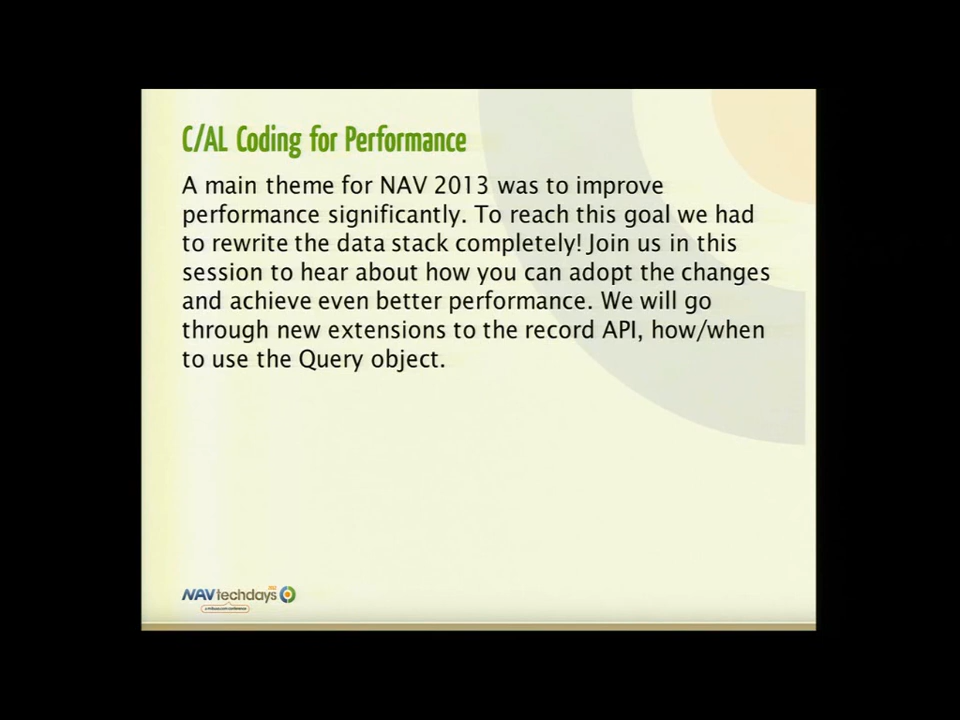 C/AL Coding for Performance
A main theme for NAV 2013 was to improve
performance significantly. To reach this goal we had
to rewrite the data stack completely! Join us in this
session to hear about how you can adopt the changes
and achieve even better performance. We will go
through new extensions to the record API, how/when
to use the Query object.
NAVtechdays